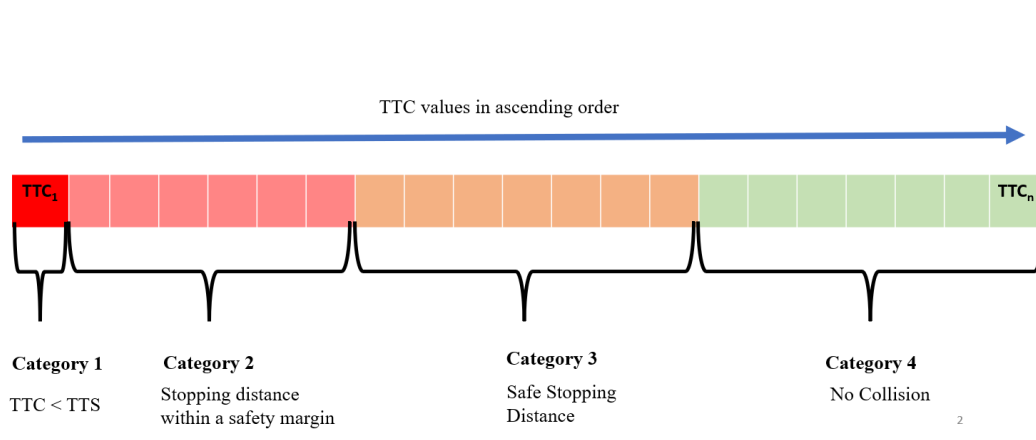 TTC values in ascending order
TTC1
TTCn
Category 1
TTC < TTS
Category 2
Stopping distance
within a safety margin
Category 3
Safe Stopping
Distance
Category 4
No Collision
2